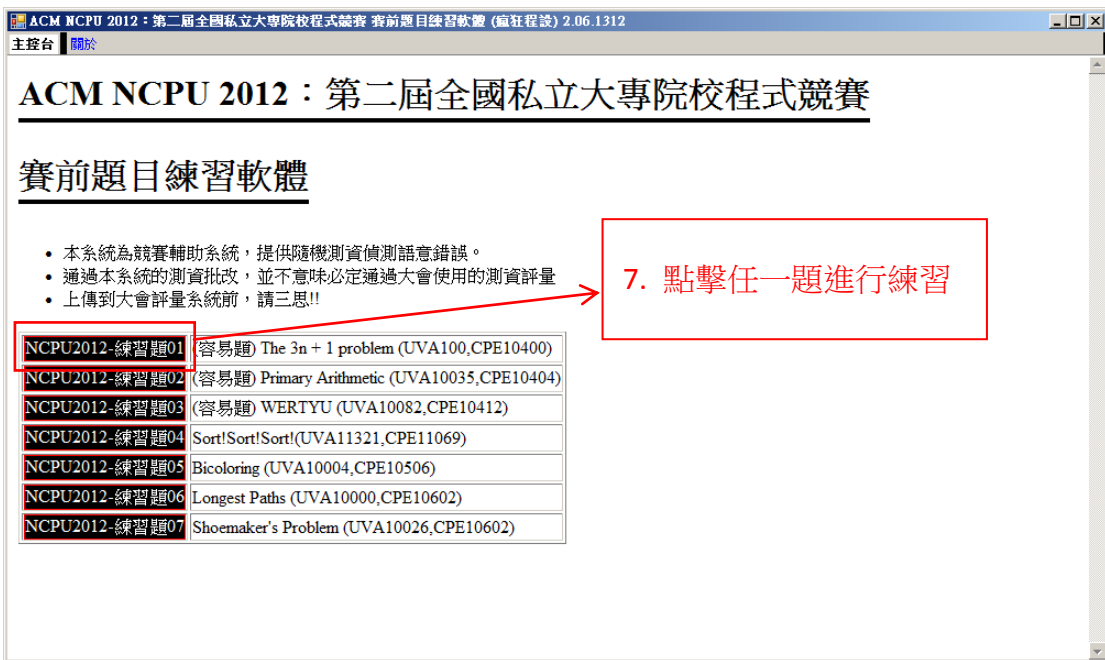 ACM NCPU 2012：第二屆全國私立大專院校程式競賽 賽前題目練習軟體 (瘋狂程設) 2.06.1312
主控台 關於
ACM NCPU 2012：第二屆全國私立大專院校程式競賽
賽前題目練習軟體
本系統為競賽輔助系統，提供隨機測資偵測語意錯誤。
通過本系統的測資批改，並不意味必定通過大會使用的測資評量
上傳到大會評量系統前，請三思!!
7. 點擊任一題進行練習
NCPU2012-練習題01 (容易題) The 3n + 1 problem (UVA100,CPE10400)
NCPU2012-練習題02 (容易題) Primary Arithmetic (UVA10035,CPE10404)
NCPU2012-練習題03 (容易題) WERTYU (UVA10082,CPE10412)
NCPU2012-練習題04 Sort!Sort!Sort!(UVA11321,CPE11069)
NCPU2012-練習題05 Bicoloring (UVA10004,CPE10506)
NCPU2012-練習題06 Longest Paths (UVA10000,CPE10602)
NCPU2012-練習題07 Shoemaker's Problem (UVA10026,CPE10602)